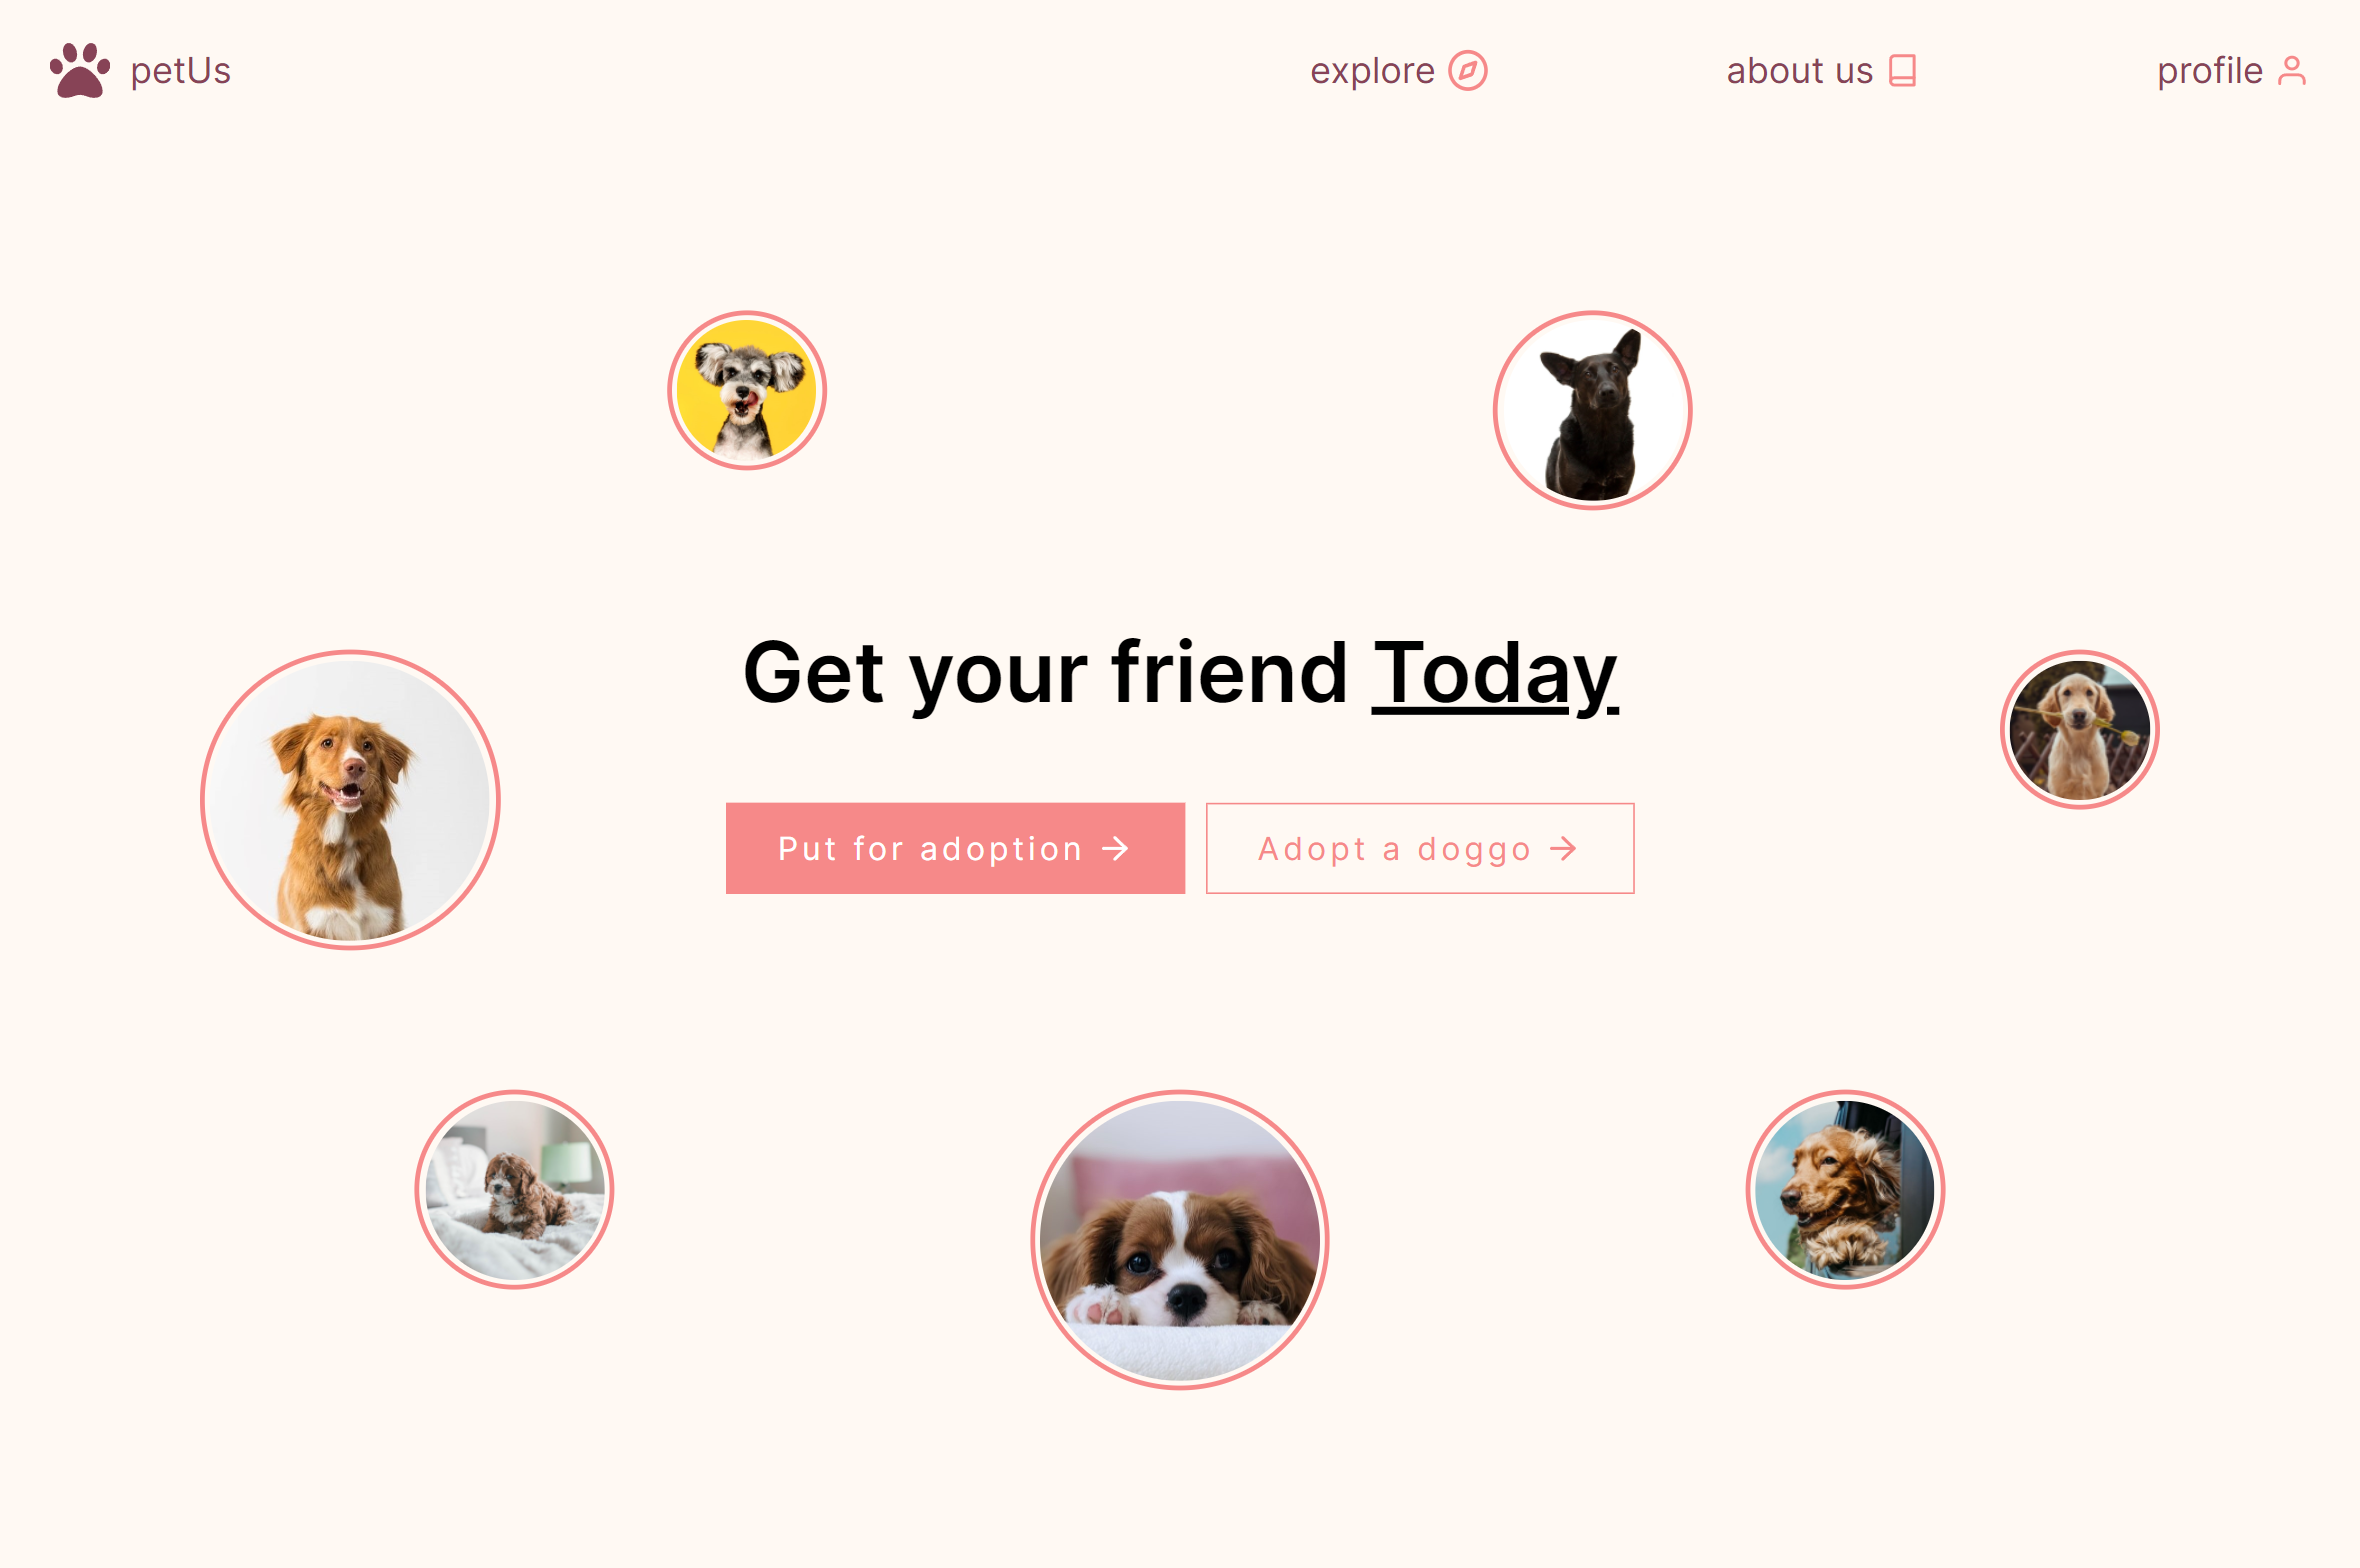 petUs
explore
about us
profile
Get your friend Today
Put for adoption →
Adopt a doggo →